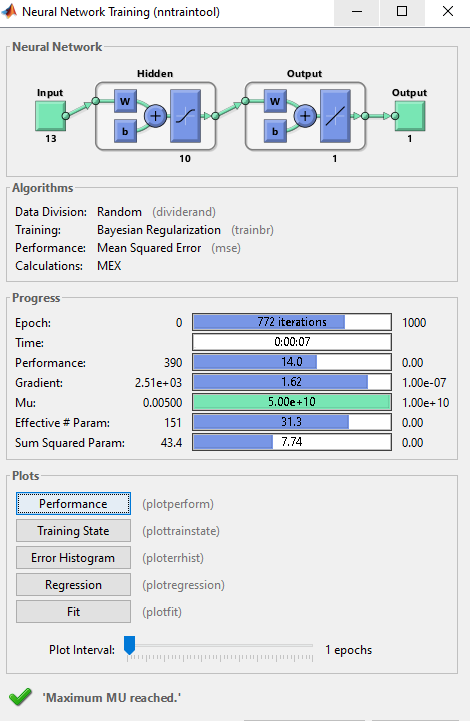 Neural Network Training (nntraintool)
Neural Network
Hidden Output
Input Output
W W
b b
13 10 1 1
Algorithms
Data Division: Random (dividerand)
Training: Bayesian Regularization (trainbr)
Performance: Mean Squared Error (mse)
Calculations: MEX
Progress
Epoch: 0 772 iterations 1000
Time: 0:00:07
Performance: 390 14.0 0.00
Gradient: 2.51e+03 1.62 1.00e-07
Mu: 0.00500 5.00e+10 1.00e+10
Effective # Param: 151 31.3 0.00
Sum Squared Param: 43.4 7.74 0.00
Plots
Performance (plotperform)
Training State (plottrainstate)
Error Histogram (ploterrhist)
Regression (plotregression)
Fit (plotfit)
Plot Interval: 1 epochs
'Maximum MU reached.'